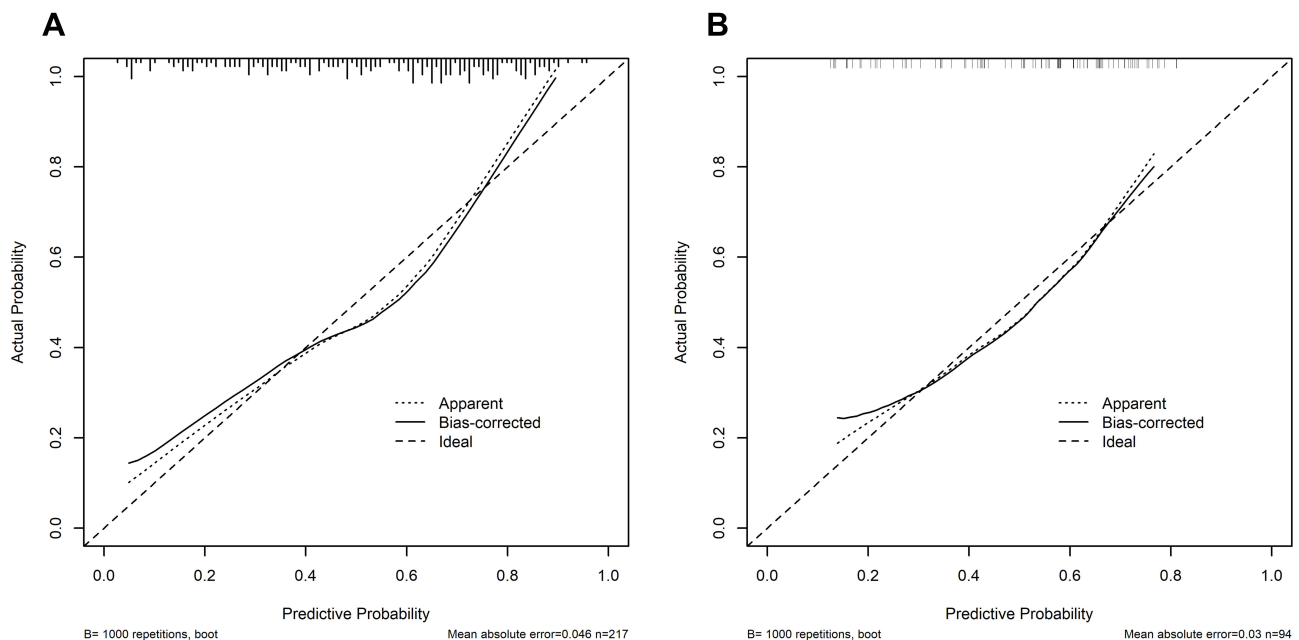 A
1.0
0.8
0.6
0.4
0.2
0.0
Actual Probability
Apparent
Bias-corrected
Ideal
0.0 0.2 0.4 0.6 0.8 1.0
Predictive Probability
B= 1000 repetitions, boot
Mean absolute error=0.046 n=217
B
1.0
0.8
0.6
0.4
0.2
0.0
Actual Probability
Apparent
Bias-corrected
Ideal
0.0 0.2 0.4 0.6 0.8 1.0
Predictive Probability
B= 1000 repetitions, boot
Mean absolute error=0.03 n=94